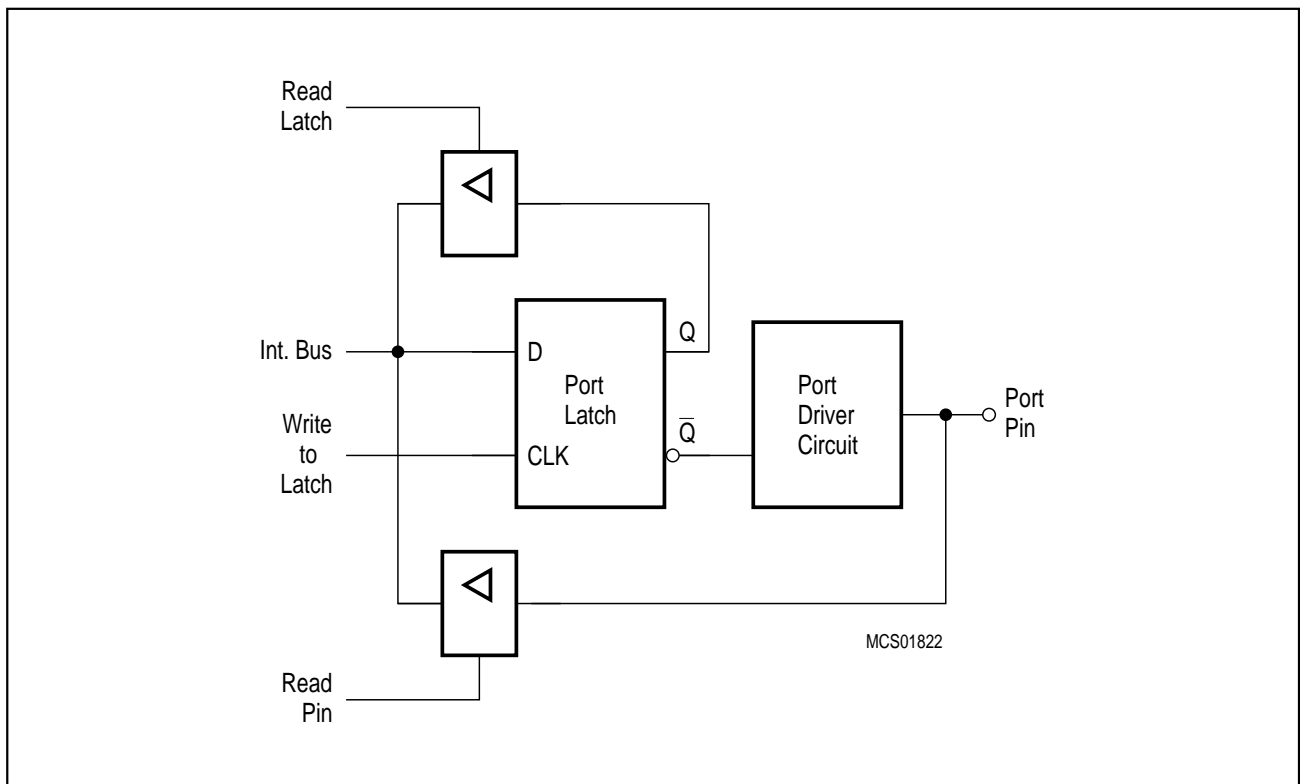 Read
Latch
Int. Bus
D
Q
Port
Latch
Port
Driver
Circuit
Port
Pin
Write
to
Latch
CLK
Q̅
MCS01822
Read
Pin